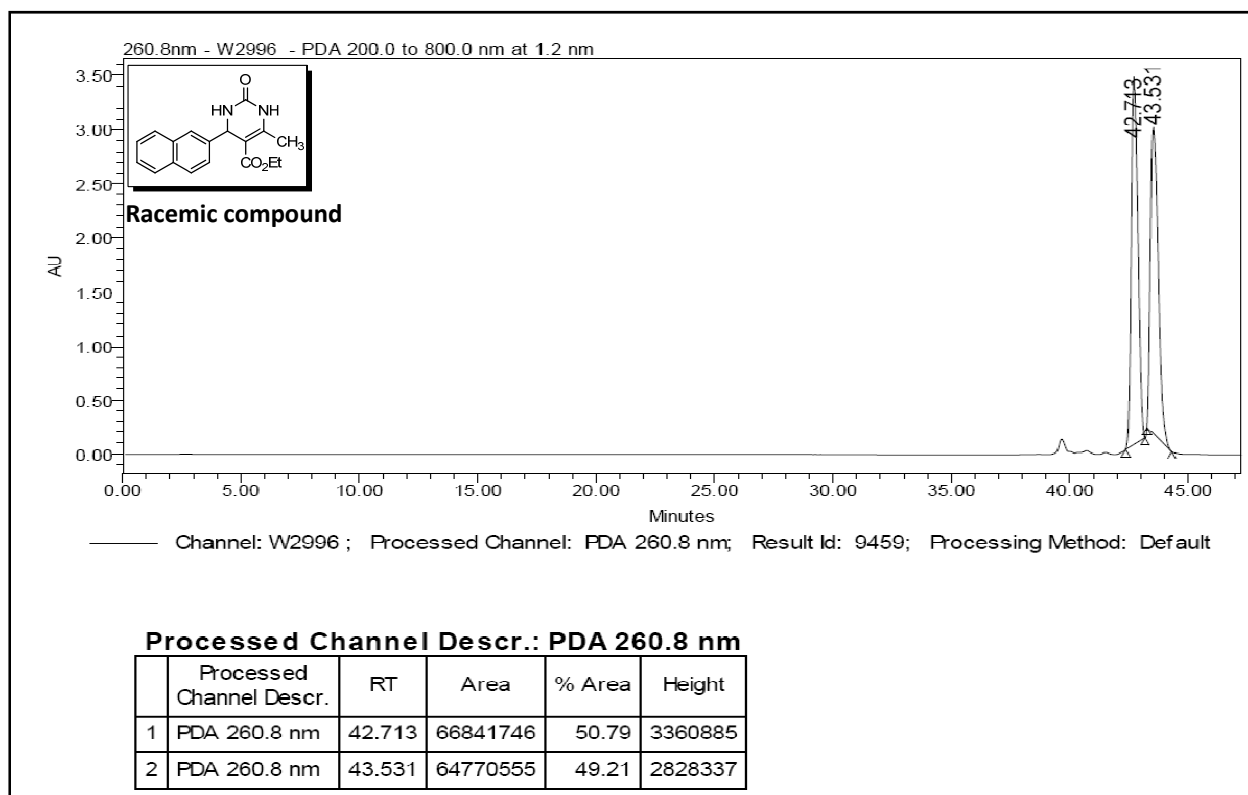 260.8nm - W2996 - PDA 200.0 to 800.0 nm at 1.2 nm
O
HN NH
CH3
CO2Et
Racemic compound
42.713
43.531
AU
3.50
3.00
2.50
2.00
1.50
1.00
0.50
0.00
0.00 5.00 10.00 15.00 20.00 25.00 30.00 35.00 40.00 45.00
Minutes
Channel: W2996 ; Processed Channel: PDA 260.8 nm; Result Id: 9459; Processing Method: Default
Processed Channel Descr.: PDA 260.8 nm
Processed Channel Descr. RT Area % Area Height
1 PDA 260.8 nm 42.713 66841746 50.79 3360885
2 PDA 260.8 nm 43.531 64770555 49.21 2828337